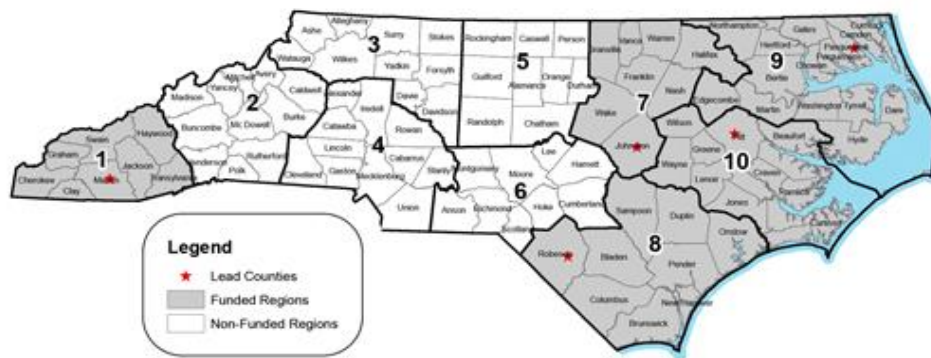 Alleghany
Ashe
Surry
Stokes
3
Watauga
Wilkes
Yadkin
Forsyth
Davie
Davidson
Rockingham
Caswell
Person
5
Guilford
Orange
Alamance
Durham
Randolph
Chatham
Granville
Vance
Warren
Halifax
Franklin
Nash
7
Wake
Johnston
Northampton
Gates
Hertford
Camden
9
Chowan
Bertie
Edgecombe
Martin
Washington
Tyrrell
Dare
Hyde
Mitchell
Avery
Yancey
Madison
2
Caldwell
Burke
Buncombe
Mc Dowell
Henderson
Rutherford
Polk
Alexander
Iredell
Catawba
Rowan
4
Lincoln
Cabarrus
Cleveland
Gaston
Mecklenburg
Stanly
Union
Swain
Haywood
1
Graham
Jackson
Cherokee
Macon
Transylvania
Clay
Lee
Harnett
Montgomery
Moore
6
Anson
Richmond
Hoke
Cumberland
Scotland
Wilson
Pitt
Beaufort
10
Greene
Wayne
Lenoir
Craven
Pamlico
Jones
Carteret
Sampson
Duplin
Onslow
8
Robeson
Bladen
Pender
Columbus
New Hanover
Brunswick
Legend
Lead Counties
Funded Regions
Non-Funded Regions